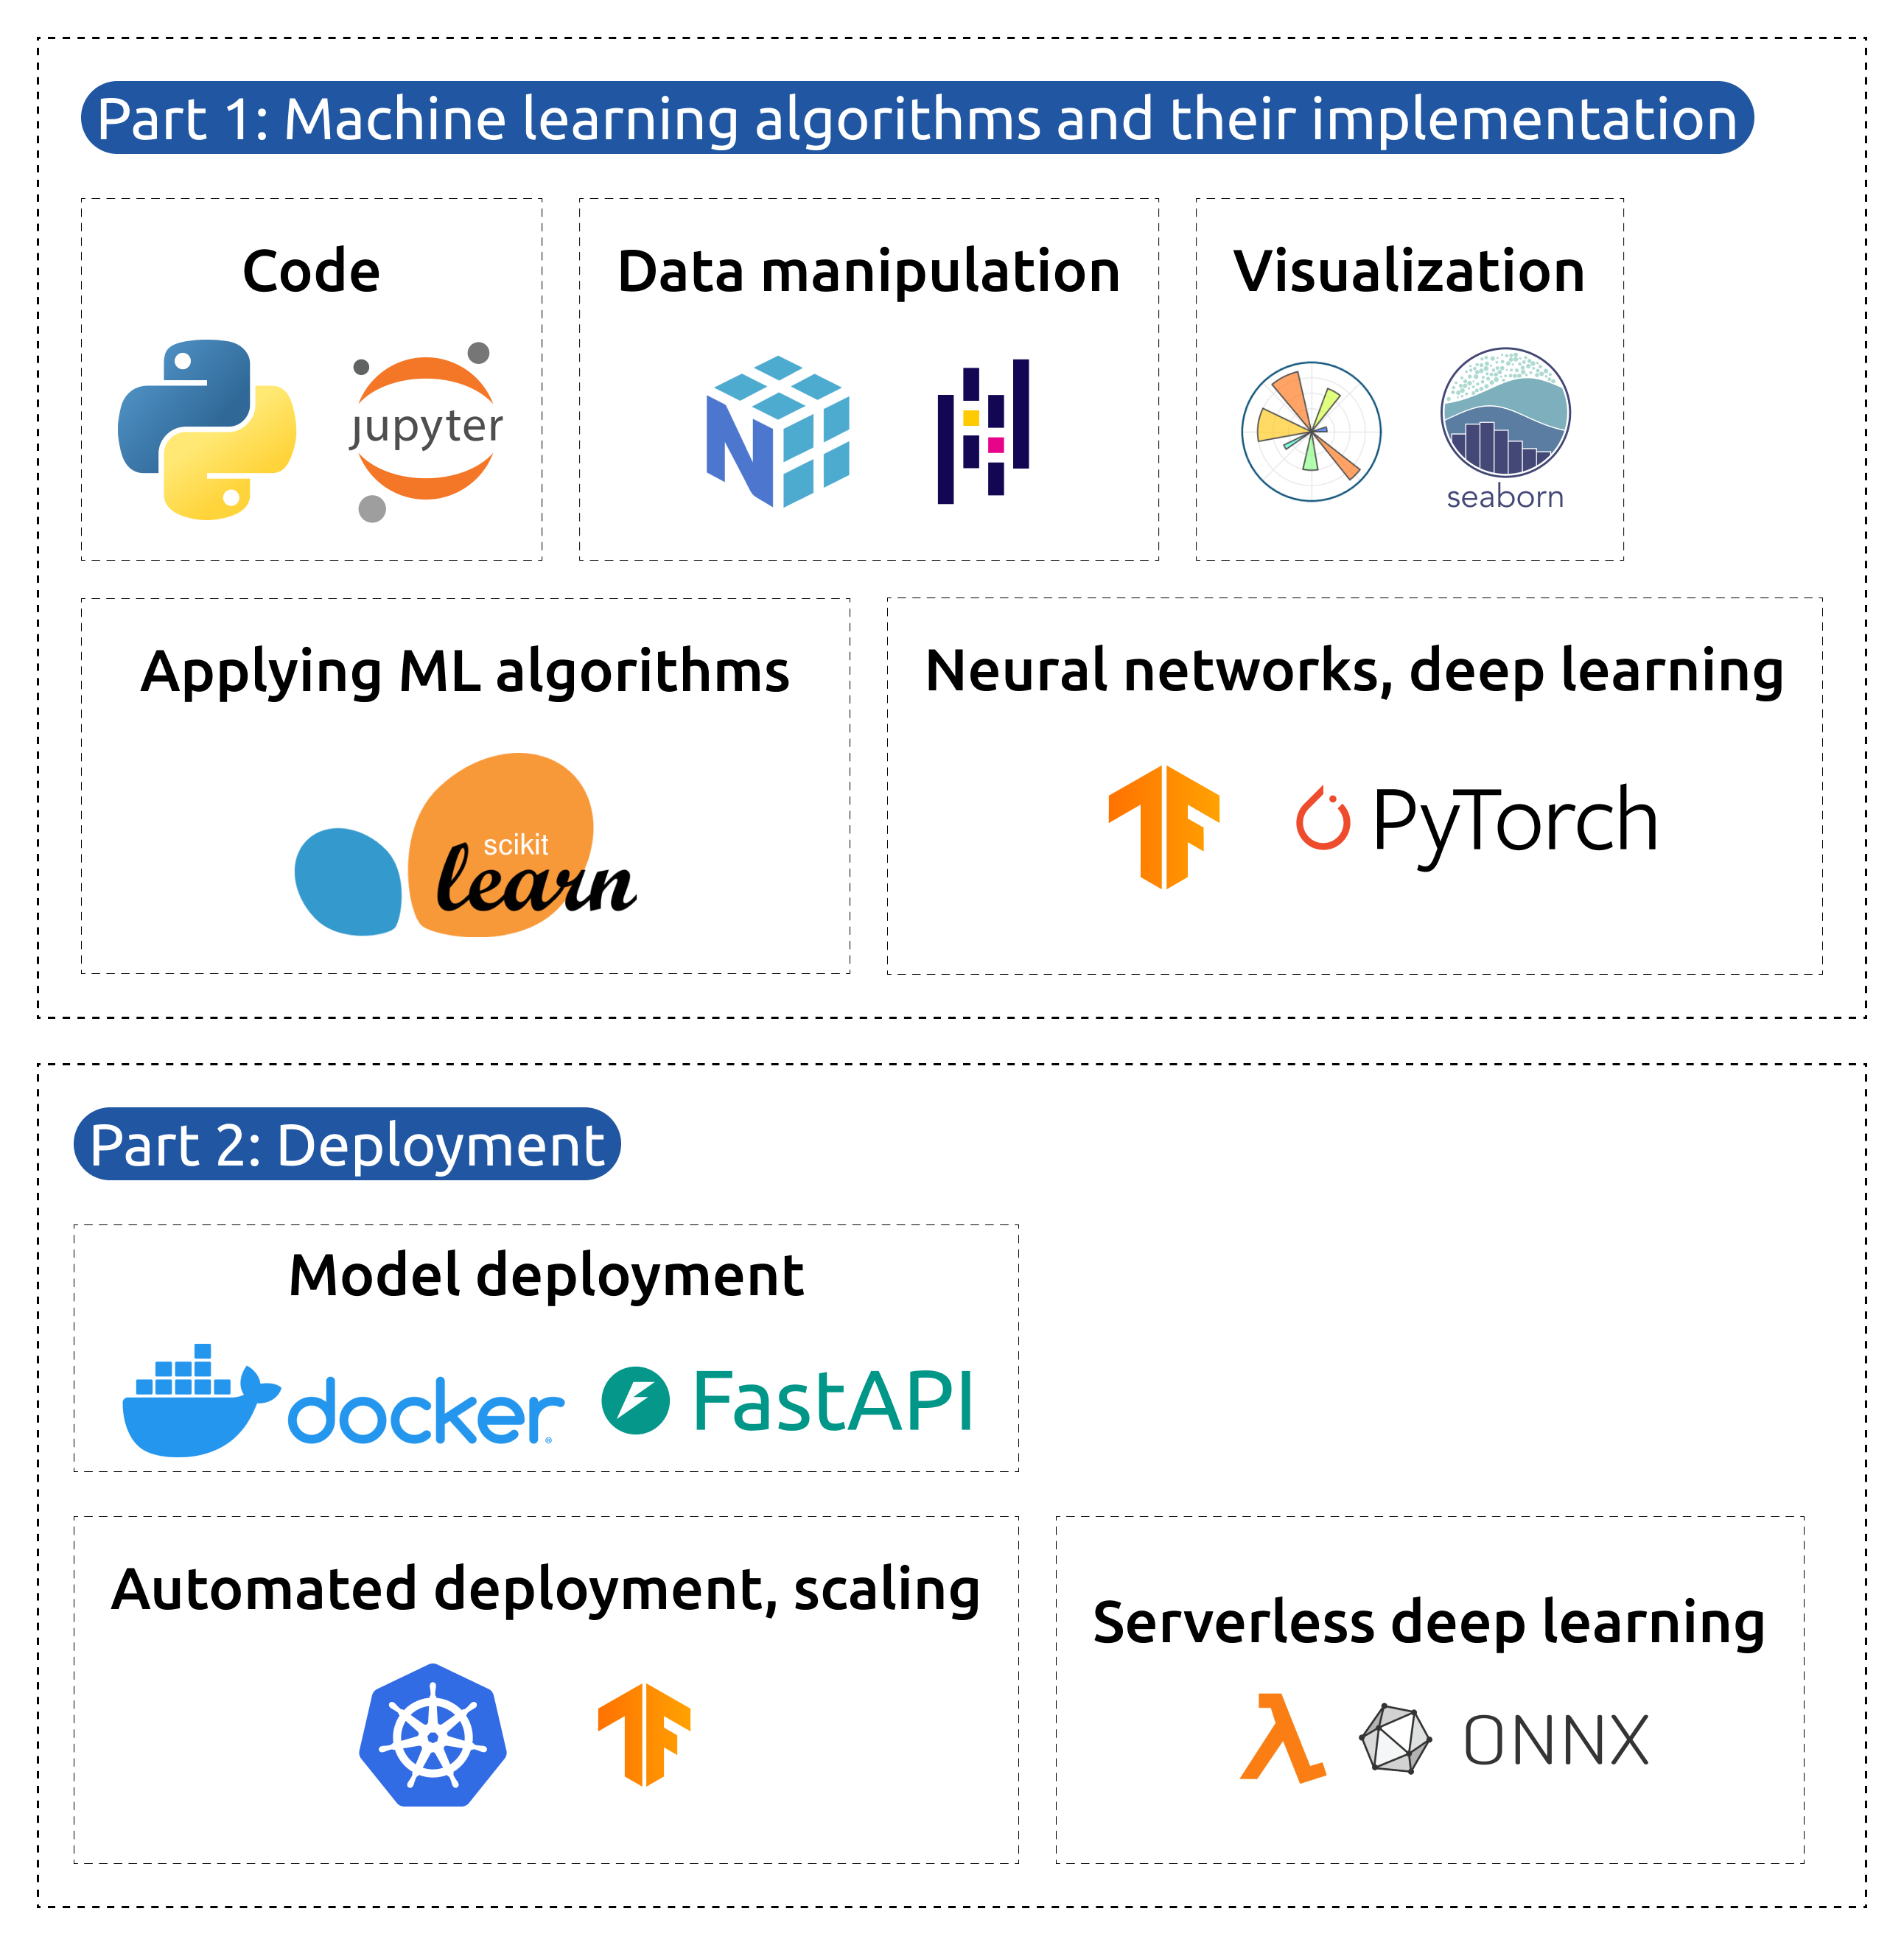 Part 1: Machine learning algorithms and their implementation
Code
Data manipulation
Visualization
jupyter
seaborn
Applying ML algorithms
Neural networks, deep learning
scikit
learn
PyTorch
Part 2: Deployment
Model deployment
docker®
FastAPI
Automated deployment, scaling
Serverless deep learning
ONNX